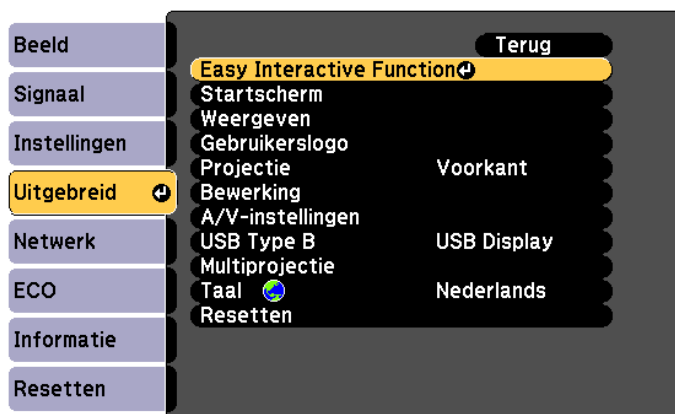 Beeld
Signaal
Instellingen
Uitgebreid
Netwerk
ECO
Informatie
Resetten
Terug
Easy Interactive Function
Startscherm
Weergeven
Gebruikerslogo
Projectie Voorkant
Bewerking
A/V-instellingen
USB Type B USB Display
Multiprojectie
Taal Nederlands
Resetten